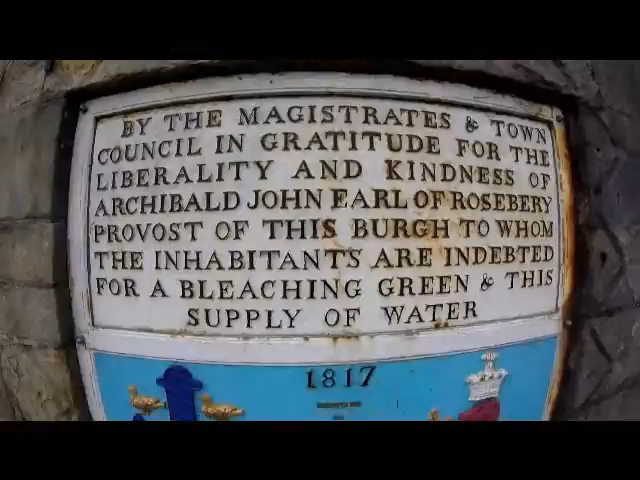 BY THE MAGISTRATES & TOWN
COUNCIL IN GRATITUDE FOR THE
LIBERALITY AND KINDNESS OF
ARCHIBALD JOHN EARL OF ROSEBERY
PROVOST OF THIS BURGH TO WHOM
THE INHABITANTS ARE INDEBTED
FOR A BLEACHING GREEN & THIS
SUPPLY OF WATER
1817